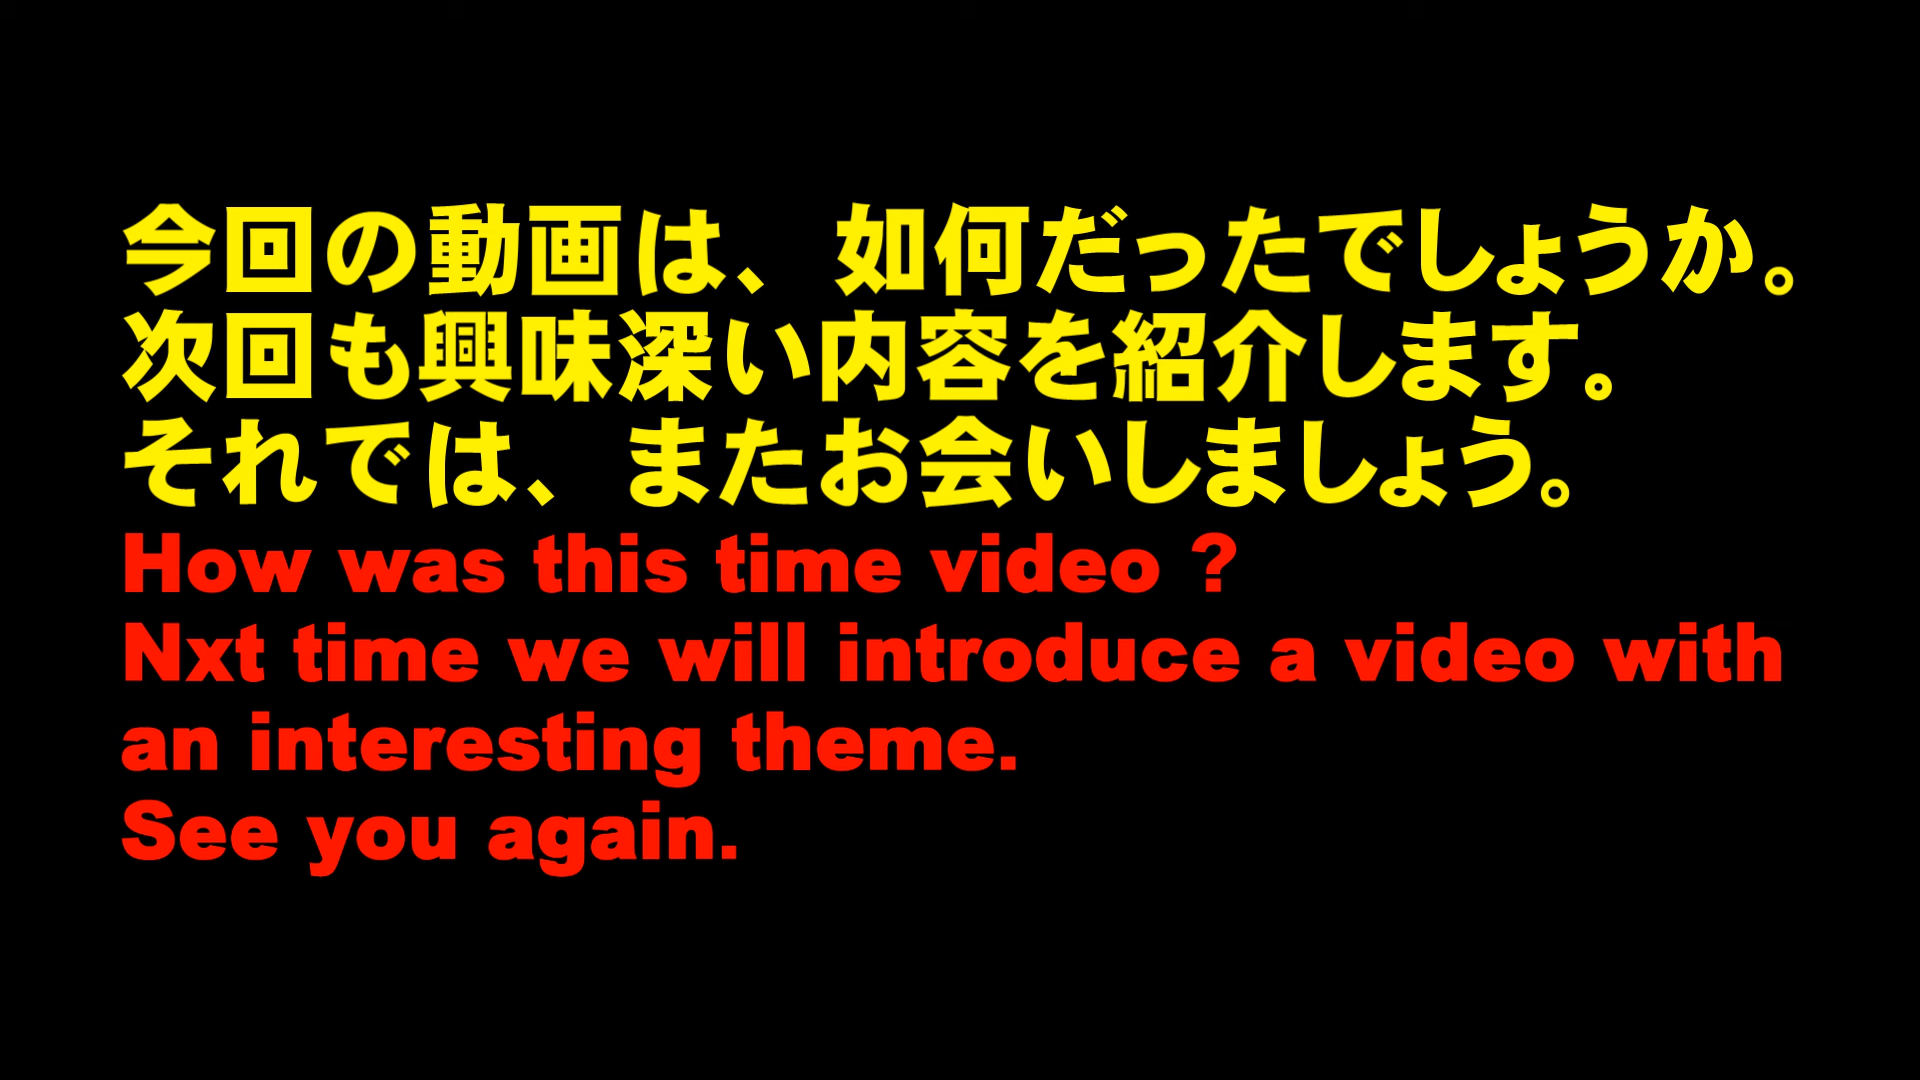 今回の動画は、如何だったでしょうか。
次回も興味深い内容を紹介します。
それでは、またお会いしましょう。
How was this time video ?
Nxt time we will introduce a video with
an interesting theme.
See you again.